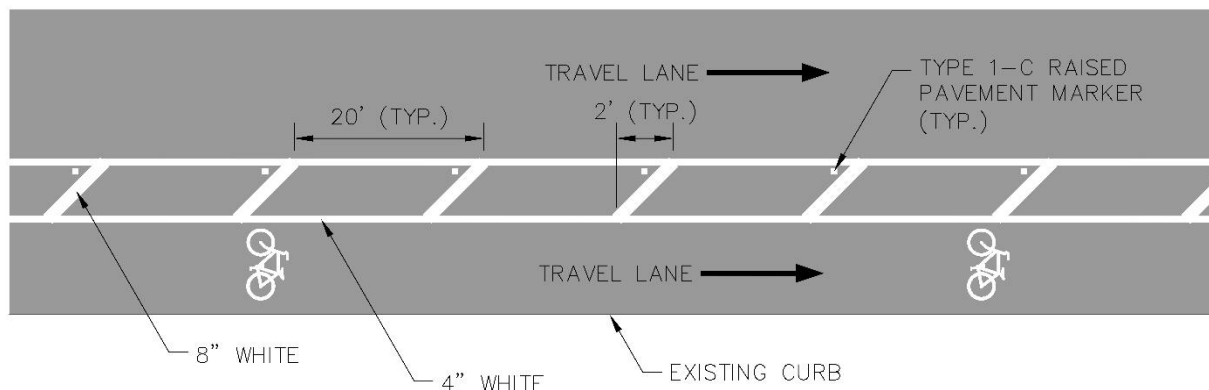 TRAVEL LANE
TYPE 1-C RAISED
PAVEMENT MARKER
(TYP.)
20' (TYP.)
2' (TYP.)
TRAVEL LANE
8" WHITE
4" WHITE
EXISTING CURB